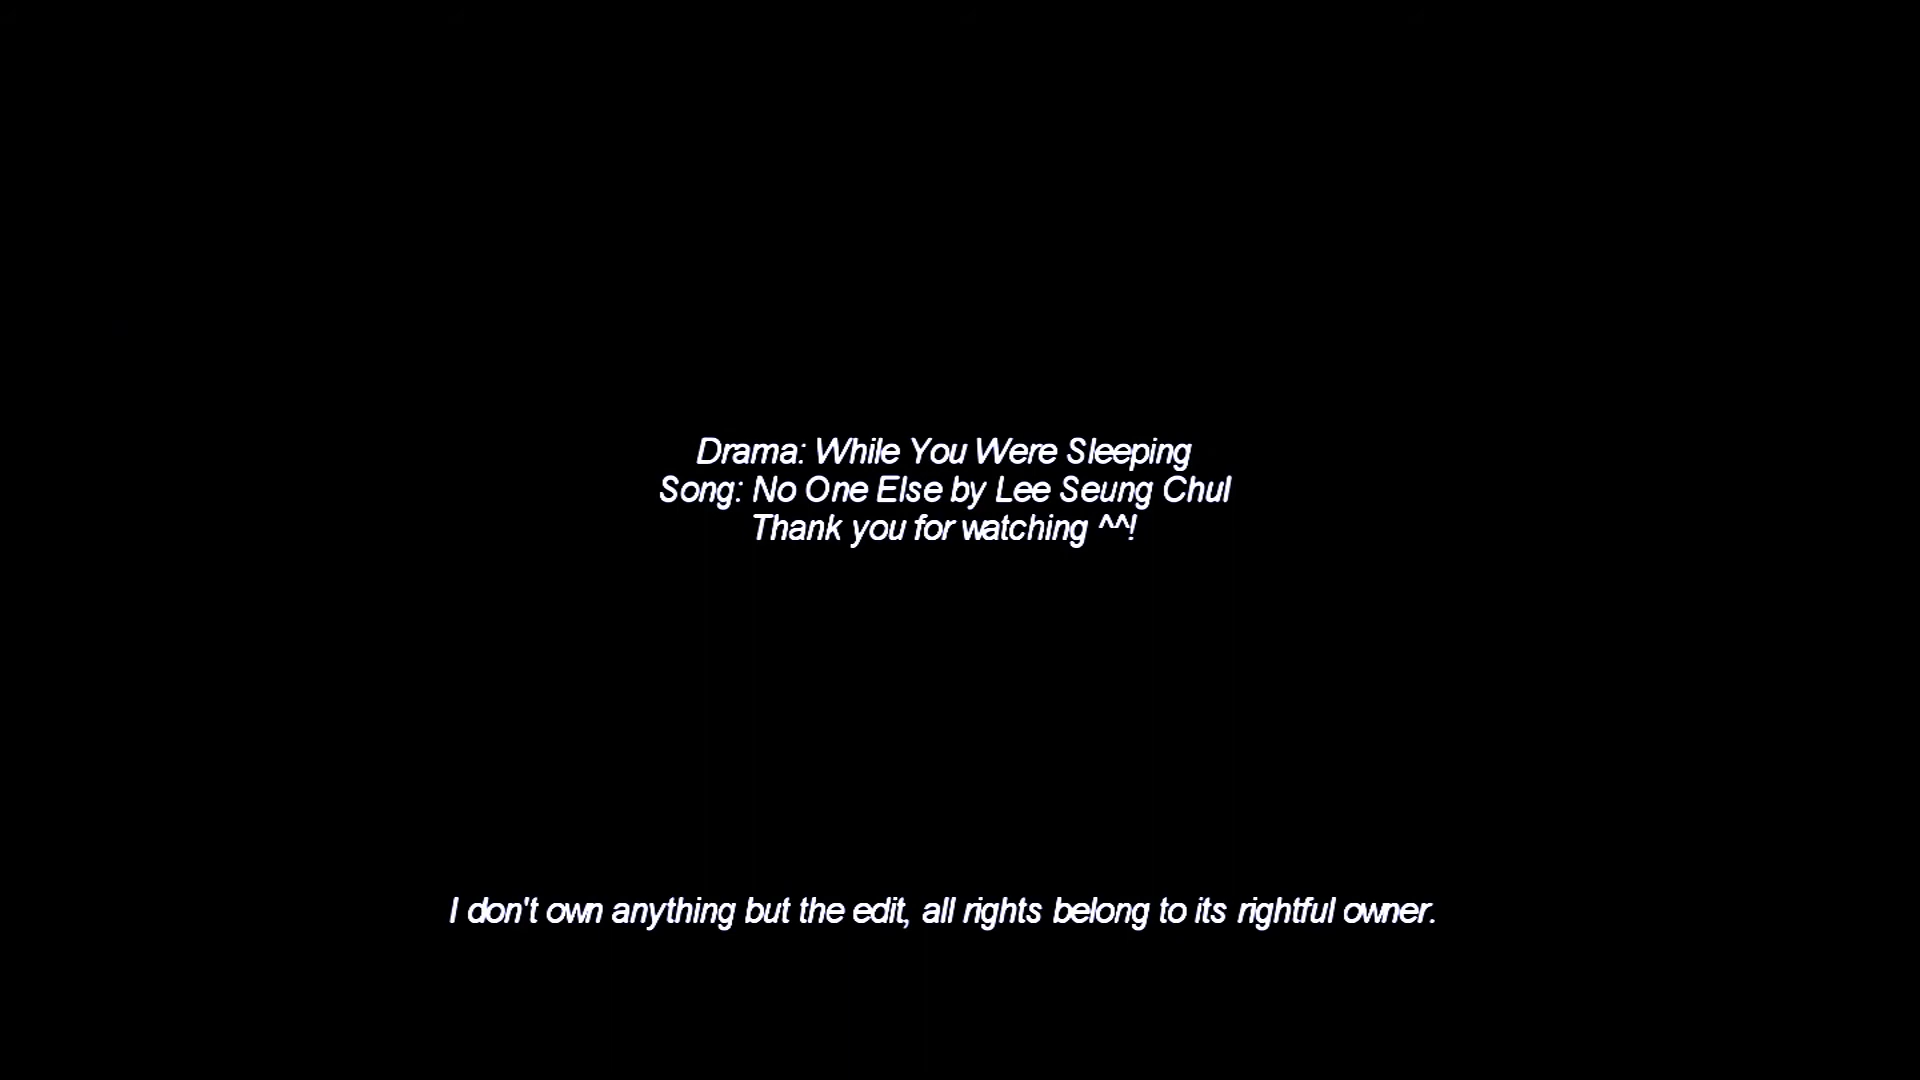 Drama: While You Were Sleeping
Song: No One Else by Lee Seung Chul
Thank you for watching ^^!
I don't own anything but the edit, all rights belong to its rightful owner.